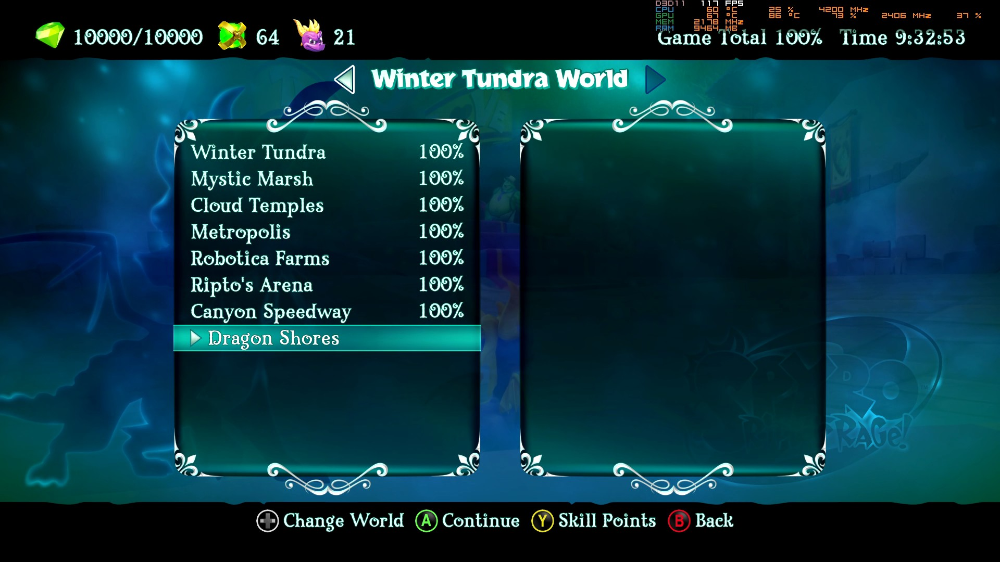 D3D11 117 FPS
CPU 60 °C 25 % 4200 MHz
GPU 67 °C 86 °C 73 % 2406 MHz 37 %
MEM 2178 MHz
RAM 9464 MB
10000/10000 64 21 Game Total 100% Time 9:32:53
Winter Tundra World
Winter Tundra 100%
Mystic Marsh 100%
Cloud Temples 100%
Metropolis 100%
Robotica Farms 100%
Ripto's Arena 100%
Canyon Speedway 100%
Dragon Shores
RAGe!
Change World A Continue Y Skill Points B Back